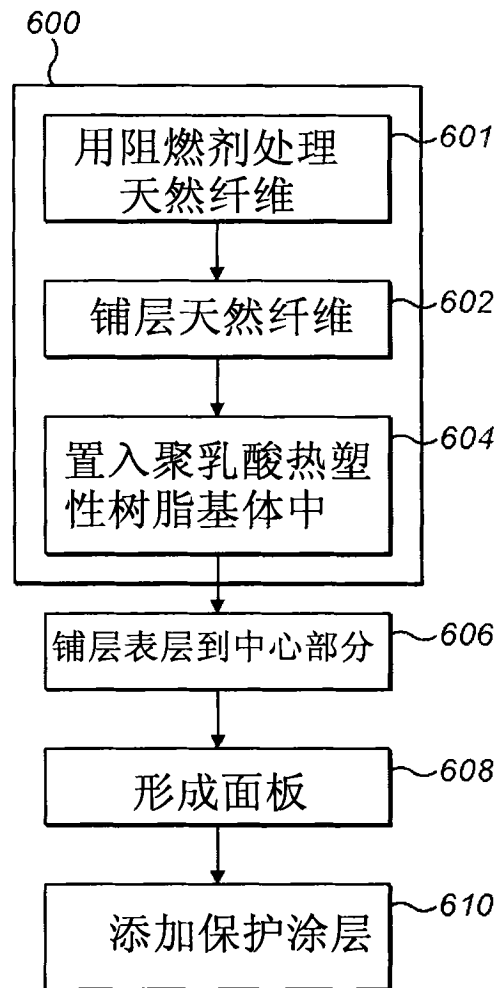 600
用阻燃剂处理
天然纤维
601
铺层天然纤维
602
置入聚乳酸热塑
性树脂基体中
604
铺层表层到中心部分
606
形成面板
608
添加保护涂层
610